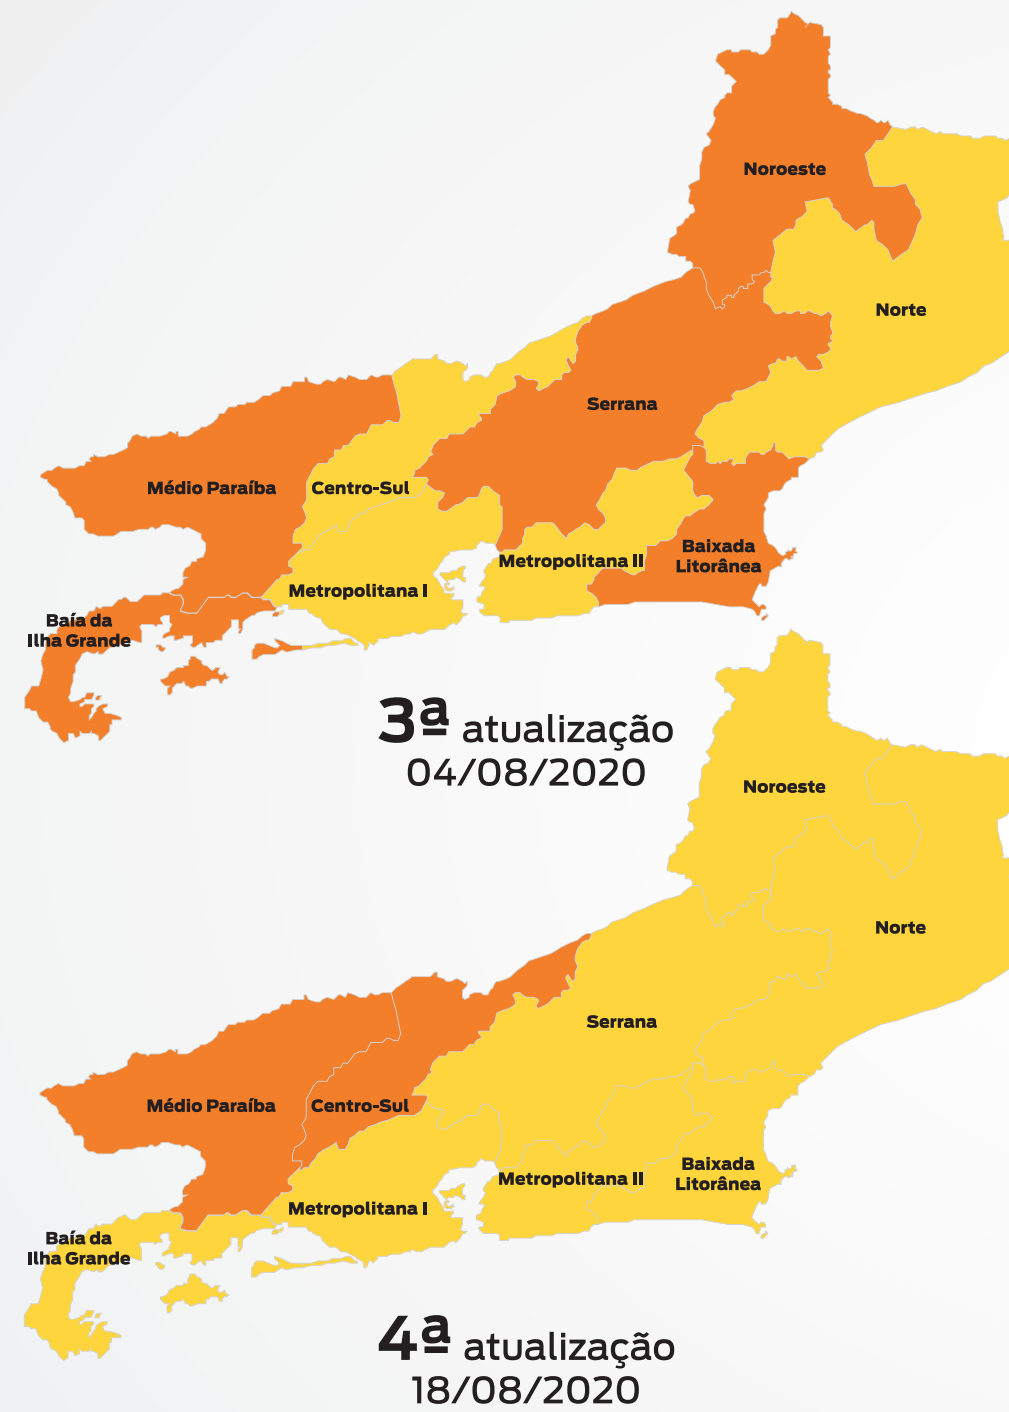 Noroeste
Norte
Serrana
Médio Paraíba
Centro-Sul
Baixada
Litorânea
Metropolitana II
Metropolitana I
Baía da
Ilha Grande
3ª atualização
04/08/2020
Noroeste
Norte
Serrana
Médio Paraíba
Centro-Sul
Baixada
Litorânea
Metropolitana II
Metropolitana I
Baía da
Ilha Grande
4ª atualização
18/08/2020